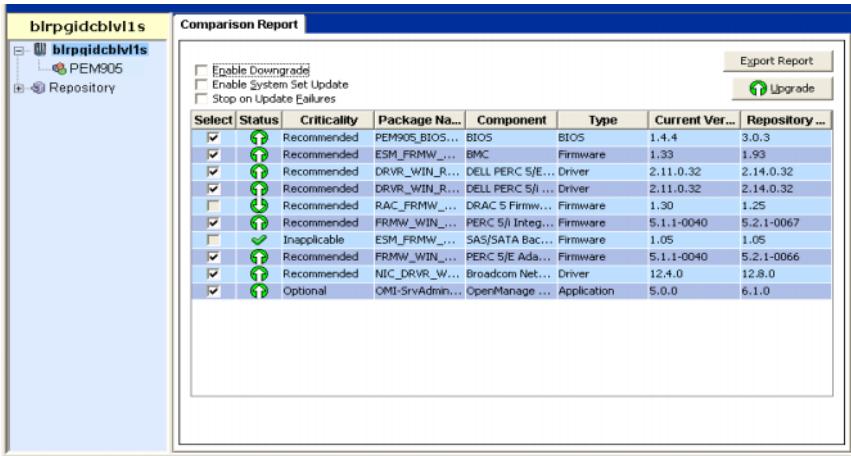 blrpgidcblvl1s
blrpgidcblvl1s
PEM905
Repository
Comparison Report
Enable Downgrade
Enable System Set Update
Stop on Update Failures
Export Report
Upgrade
Select Status Criticality Package Na... Component Type Current Ver... Repository ...
Recommended PEM905_BIOS... BIOS BIOS 1.4.4 3.0.3
Recommended ESM_FRMW_... BMC Firmware 1.33 1.93
Recommended DRVR_WIN_R... DELL PERC 5/E... Driver 2.11.0.32 2.14.0.32
Recommended DRVR_WIN_R... DELL PERC 5/i ... Driver 2.11.0.32 2.14.0.32
Recommended RAC_FRMW_... DRAC 5 Firmw... Firmware 1.30 1.25
Recommended FRMW_WIN_... PERC 5/i Integ... Firmware 5.1.1-0040 5.2.1-0067
Inapplicable ESM_FRMW_... SAS/SATA Bac... Firmware 1.05 1.05
Recommended FRMW_WIN_... PERC 5/E Ada... Firmware 5.1.1-0040 5.2.1-0066
Recommended NIC_DRVR_W... Broadcom Net... Driver 12.4.0 12.8.0
Optional OMI-SrvAdmin... OpenManage ... Application 5.0.0 6.1.0